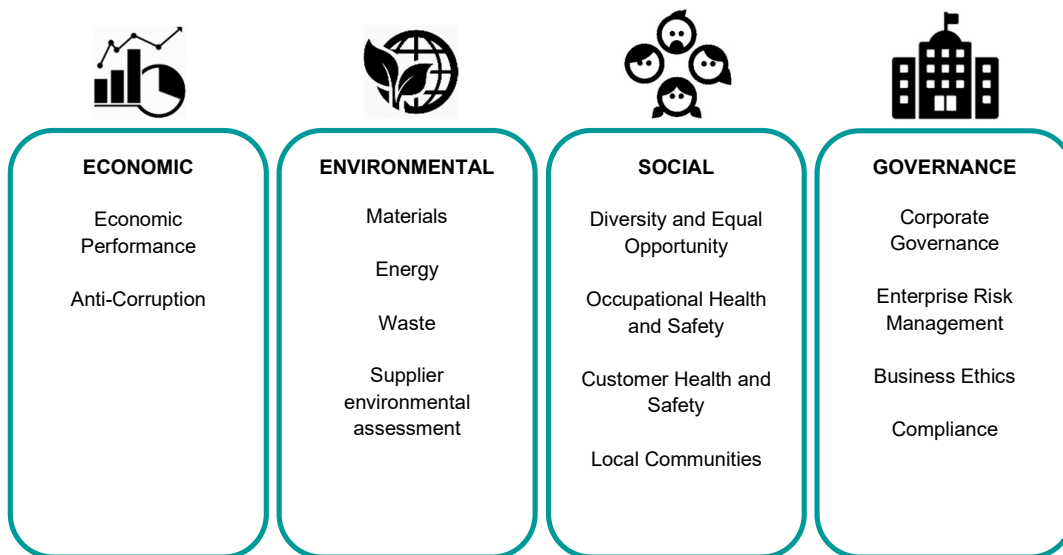 ECONOMIC
Economic
Performance
Anti-Corruption
ENVIRONMENTAL
Materials
Energy
Waste
Supplier
environmental
assessment
SOCIAL
Diversity and Equal
Opportunity
Occupational Health
and Safety
Customer Health and
Safety
Local Communities
GOVERNANCE
Corporate
Governance
Enterprise Risk
Management
Business Ethics
Compliance